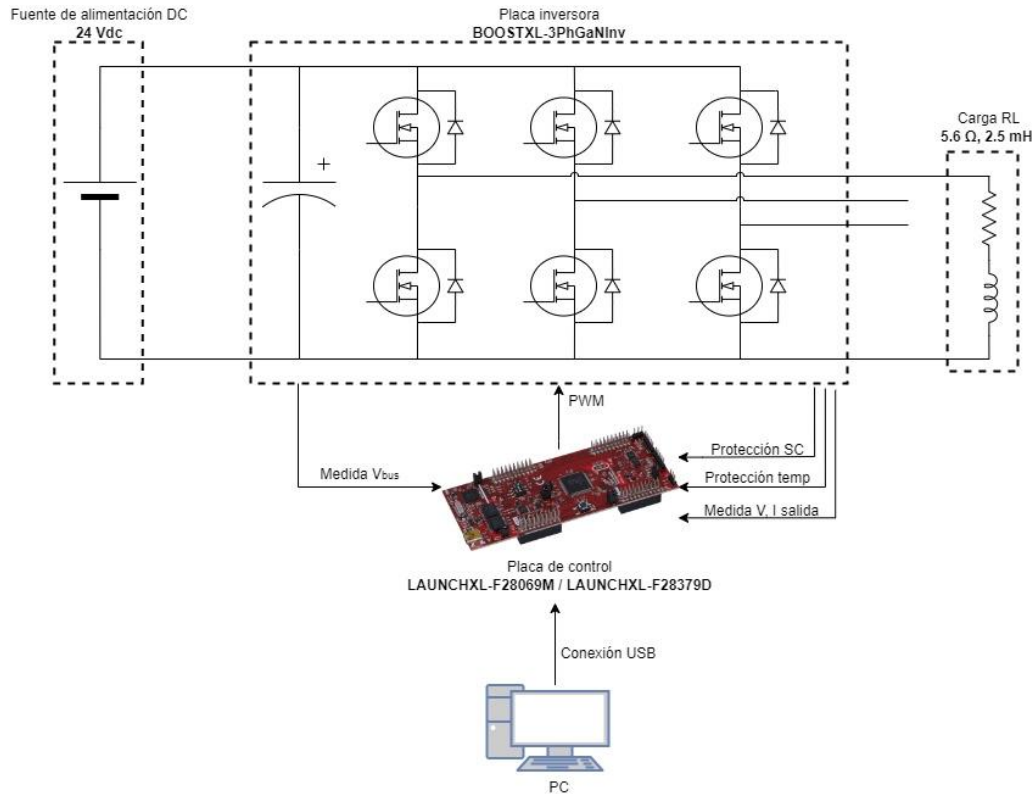 Fuente de alimentación DC
24 Vdc
Placa inversora
BOOSTXL-3PhGaNInv
Carga RL
5.6 Ω, 2.5 mH
+
PWM
Medida Vbus
Protección SC
Protección temp
Medida V, I salida
Placa de control
LAUNCHXL-F28069M / LAUNCHXL-F28379D
Conexión USB
PC